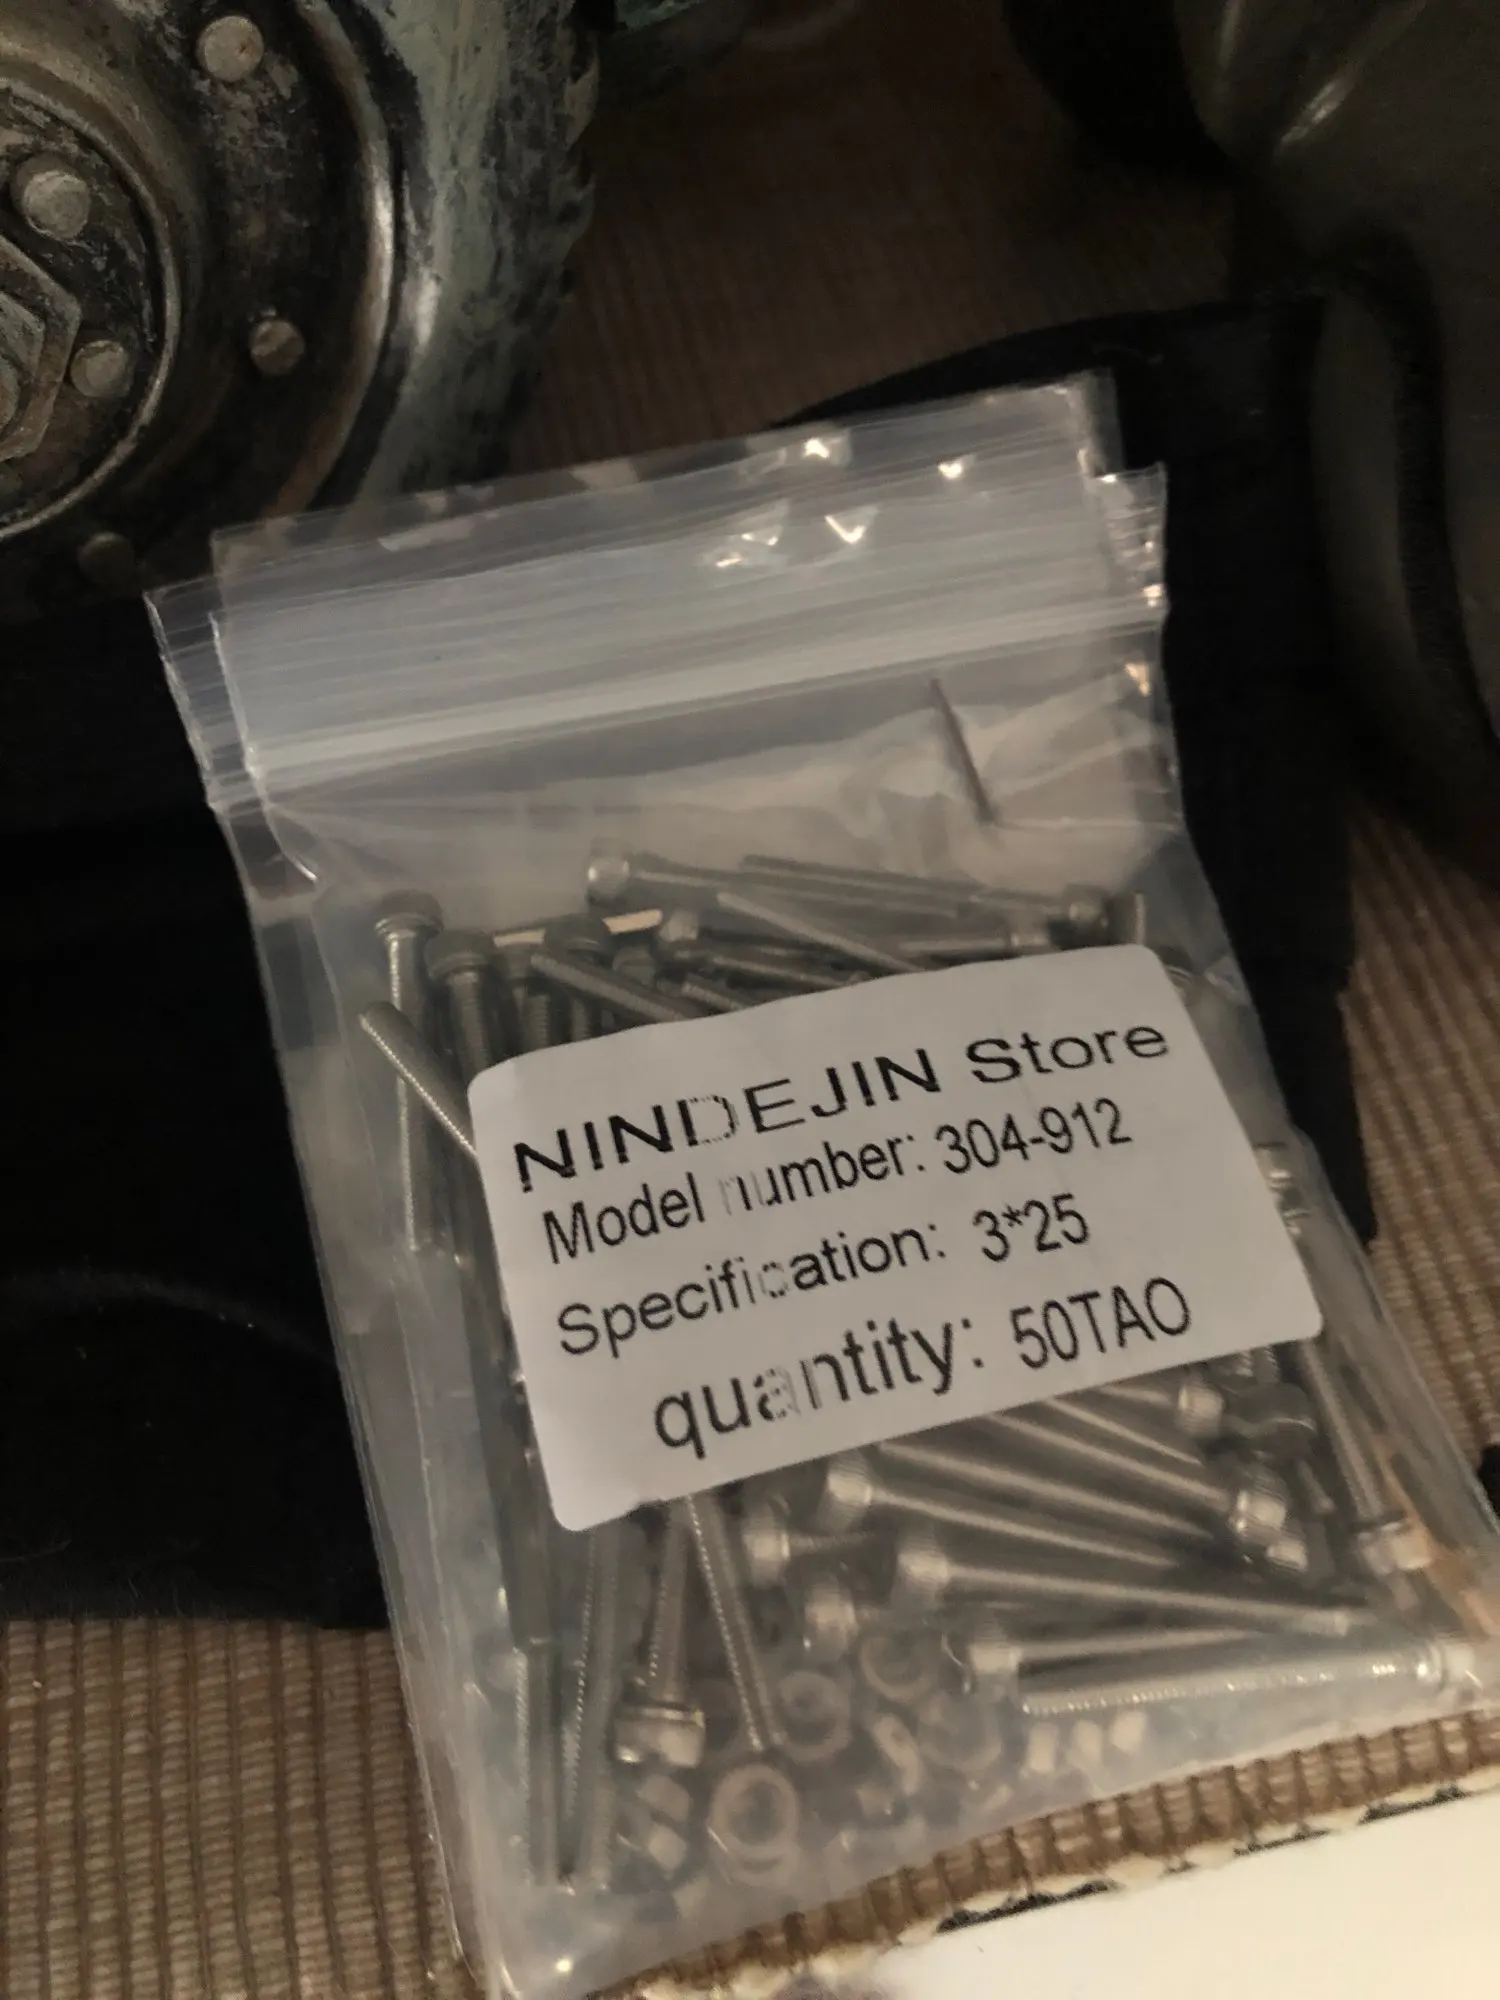 NINDEJIN Store
Model number: 304-912
Specification: 3*25
quantity: 50TAO